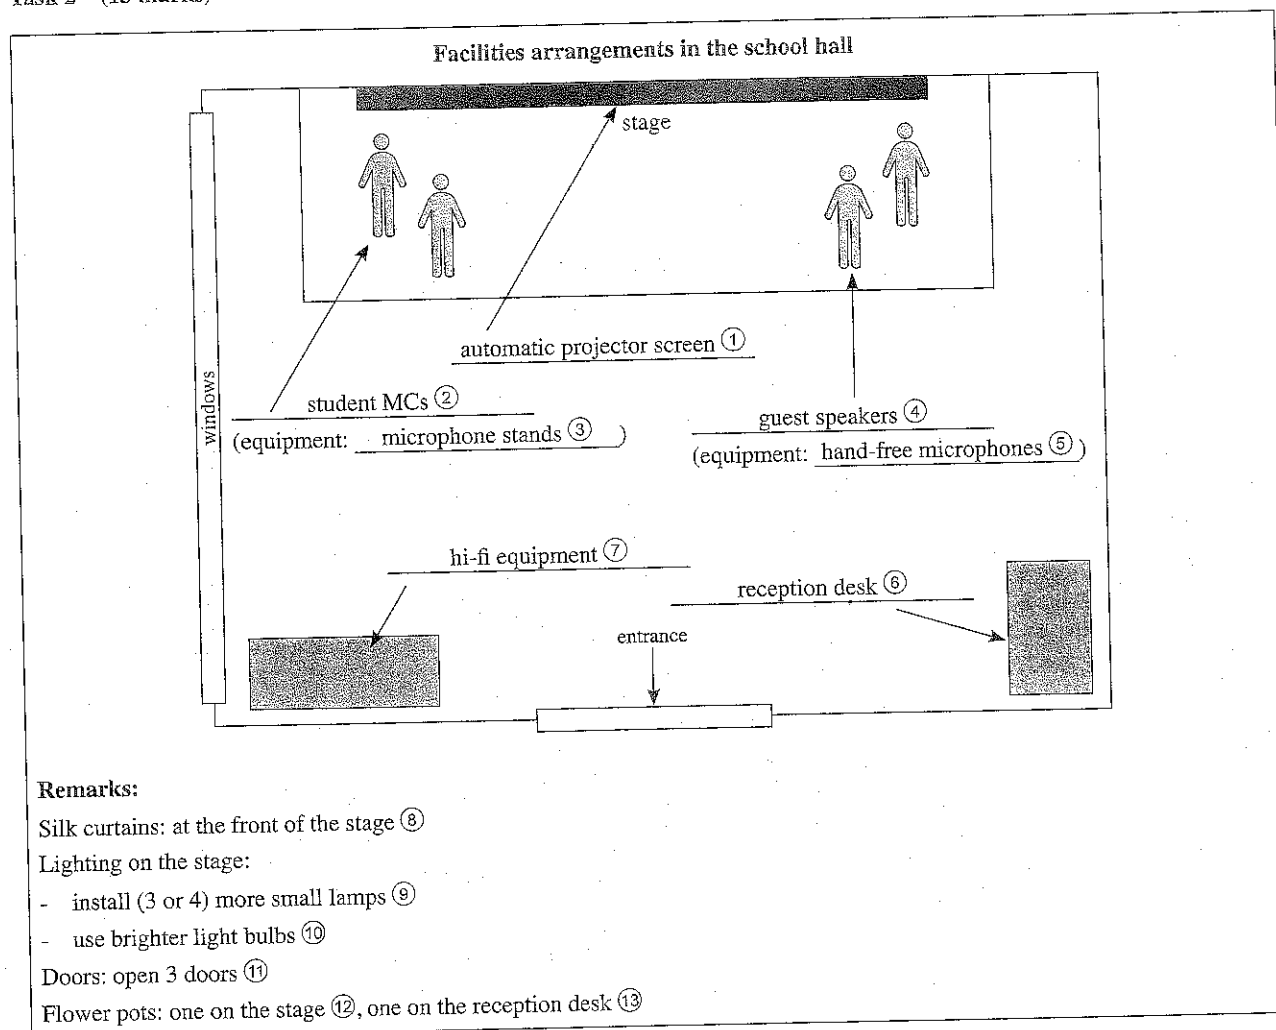 Task 2 (13 marks)
Facilities arrangements in the school hall
stage
automatic projector screen ①
windows
student MCs ②
(equipment: microphone stands ③ )
guest speakers ④
(equipment: hand-free microphones ⑤ )
hi-fi equipment ⑦
reception desk ⑥
entrance
Remarks:
Silk curtains: at the front of the stage ⑧
Lighting on the stage:
- install (3 or 4) more small lamps ⑨
- use brighter light bulbs ⑩
Doors: open 3 doors ⑪
Flower pots: one on the stage ⑫, one on the reception desk ⑬